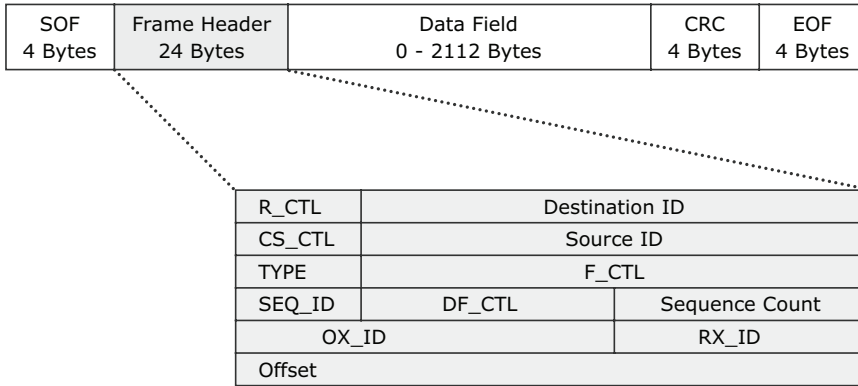 SOF Frame Header Data Field CRC EOF
4 Bytes 24 Bytes 0 - 2112 Bytes 4 Bytes 4 Bytes
R_CTL Destination ID
CS_CTL Source ID
TYPE F_CTL
SEQ_ID DF_CTL Sequence Count
OX_ID RX_ID
Offset